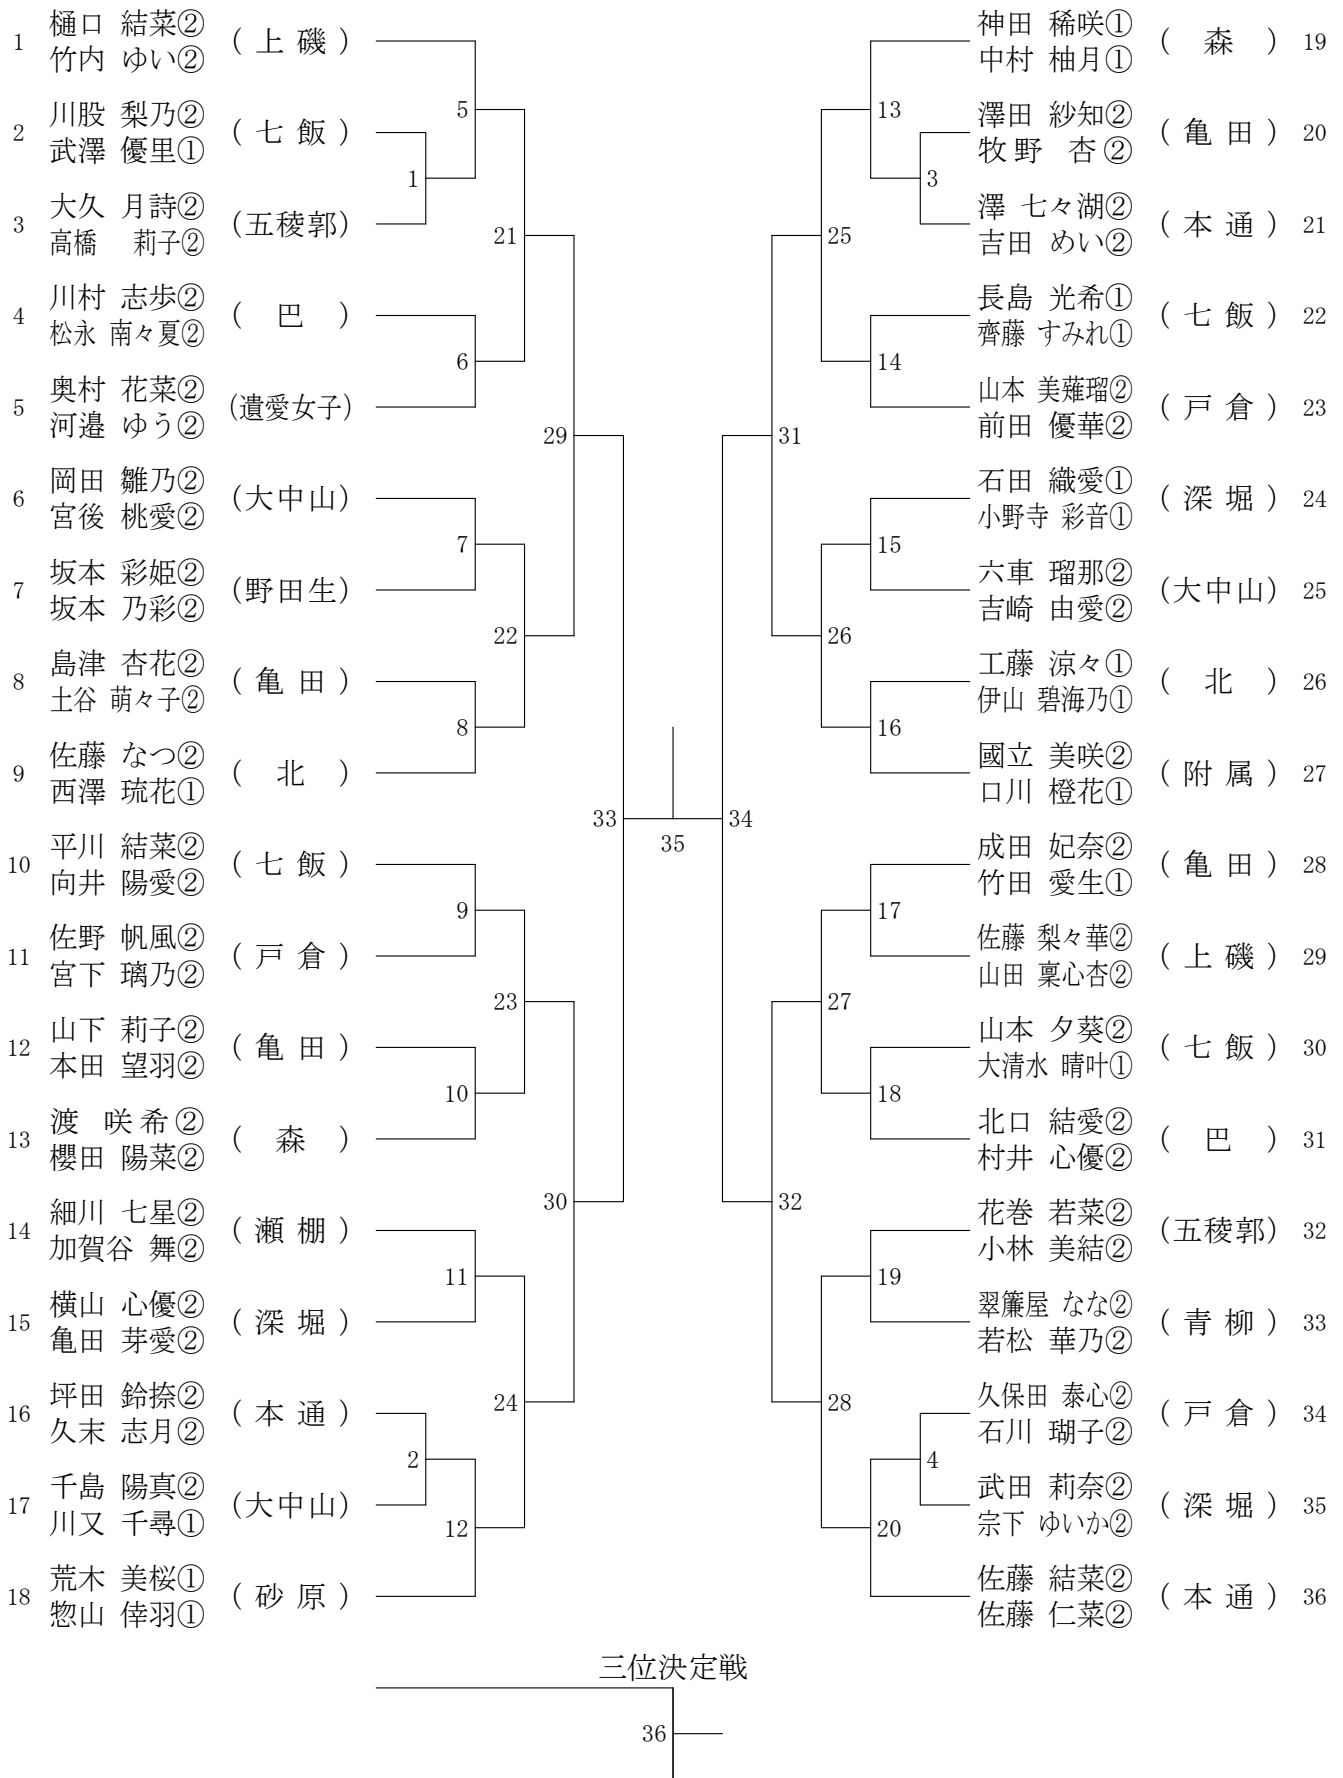 樋口 結菜②
1 (上磯)
竹内 ゆい②
川股 梨乃②
2 (七飯)
武澤 優里①
大久 月詩②
3 (五稜郭)
高橋 莉子②
川村 志歩②
4 (巴)
松永 南々夏②
奥村 花菜②
5 (遺愛女子)
河邉 ゆう②
岡田 雛乃②
6 (大中山)
宮後 桃愛②
坂本 彩姫②
7 (野田生)
坂本 乃彩②
島津 杏花②
8 (亀田)
土谷 萌々子②
佐藤 なつ②
9 (北)
西澤 琉花①
平川 結菜②
10 (七飯)
向井 陽愛②
佐野 帆風②
11 (戸倉)
宮下 璃乃②
山下 莉子②
12 (亀田)
本田 望羽②
渡 咲希②
13 (森)
櫻田 陽菜②
細川 七星②
14 (瀬棚)
加賀谷 舞②
横山 心優②
15 (深堀)
亀田 芽愛②
坪田 鈴捺②
16 (本通)
久末 志月②
千島 陽真②
17 (大中山)
川又 千尋①
荒木 美桜①
18 (砂原)
惣山 倖羽①
5
1
21
6
29
7
22
8
33
9
23
10
30
11
24
2
12
35
34
13
3
25
14
31
15
26
16
17
27
18
32
19
28
4
20
神田 稀咲①
(森) 19
中村 柚月①
澤田 紗知②
(亀田) 20
牧野 杏②
澤 七々湖②
(本通) 21
吉田 めい②
長島 光希①
(七飯) 22
齊藤 すみれ①
山本 美薙瑠②
(戸倉) 23
前田 優華②
石田 織愛①
(深堀) 24
小野寺 彩音①
六車 瑠那②
(大中山) 25
吉崎 由愛②
工藤 涼々①
(北) 26
伊山 碧海乃①
國立 美咲②
(附属) 27
口川 橙花①
成田 妃奈②
(亀田) 28
竹田 愛生①
佐藤 梨々華②
(上磯) 29
山田 稟心杏②
山本 夕葵②
(七飯) 30
大清水 晴叶①
北口 結愛②
(巴) 31
村井 心優②
花巻 若菜②
(五稜郭) 32
小林 美結②
翠簾屋 なな②
(青柳) 33
若松 華乃②
久保田 泰心②
(戸倉) 34
石川 瑚子②
武田 莉奈②
(深堀) 35
宗下 ゆいか②
佐藤 結菜②
(本通) 36
佐藤 仁菜②
三位決定戦
36